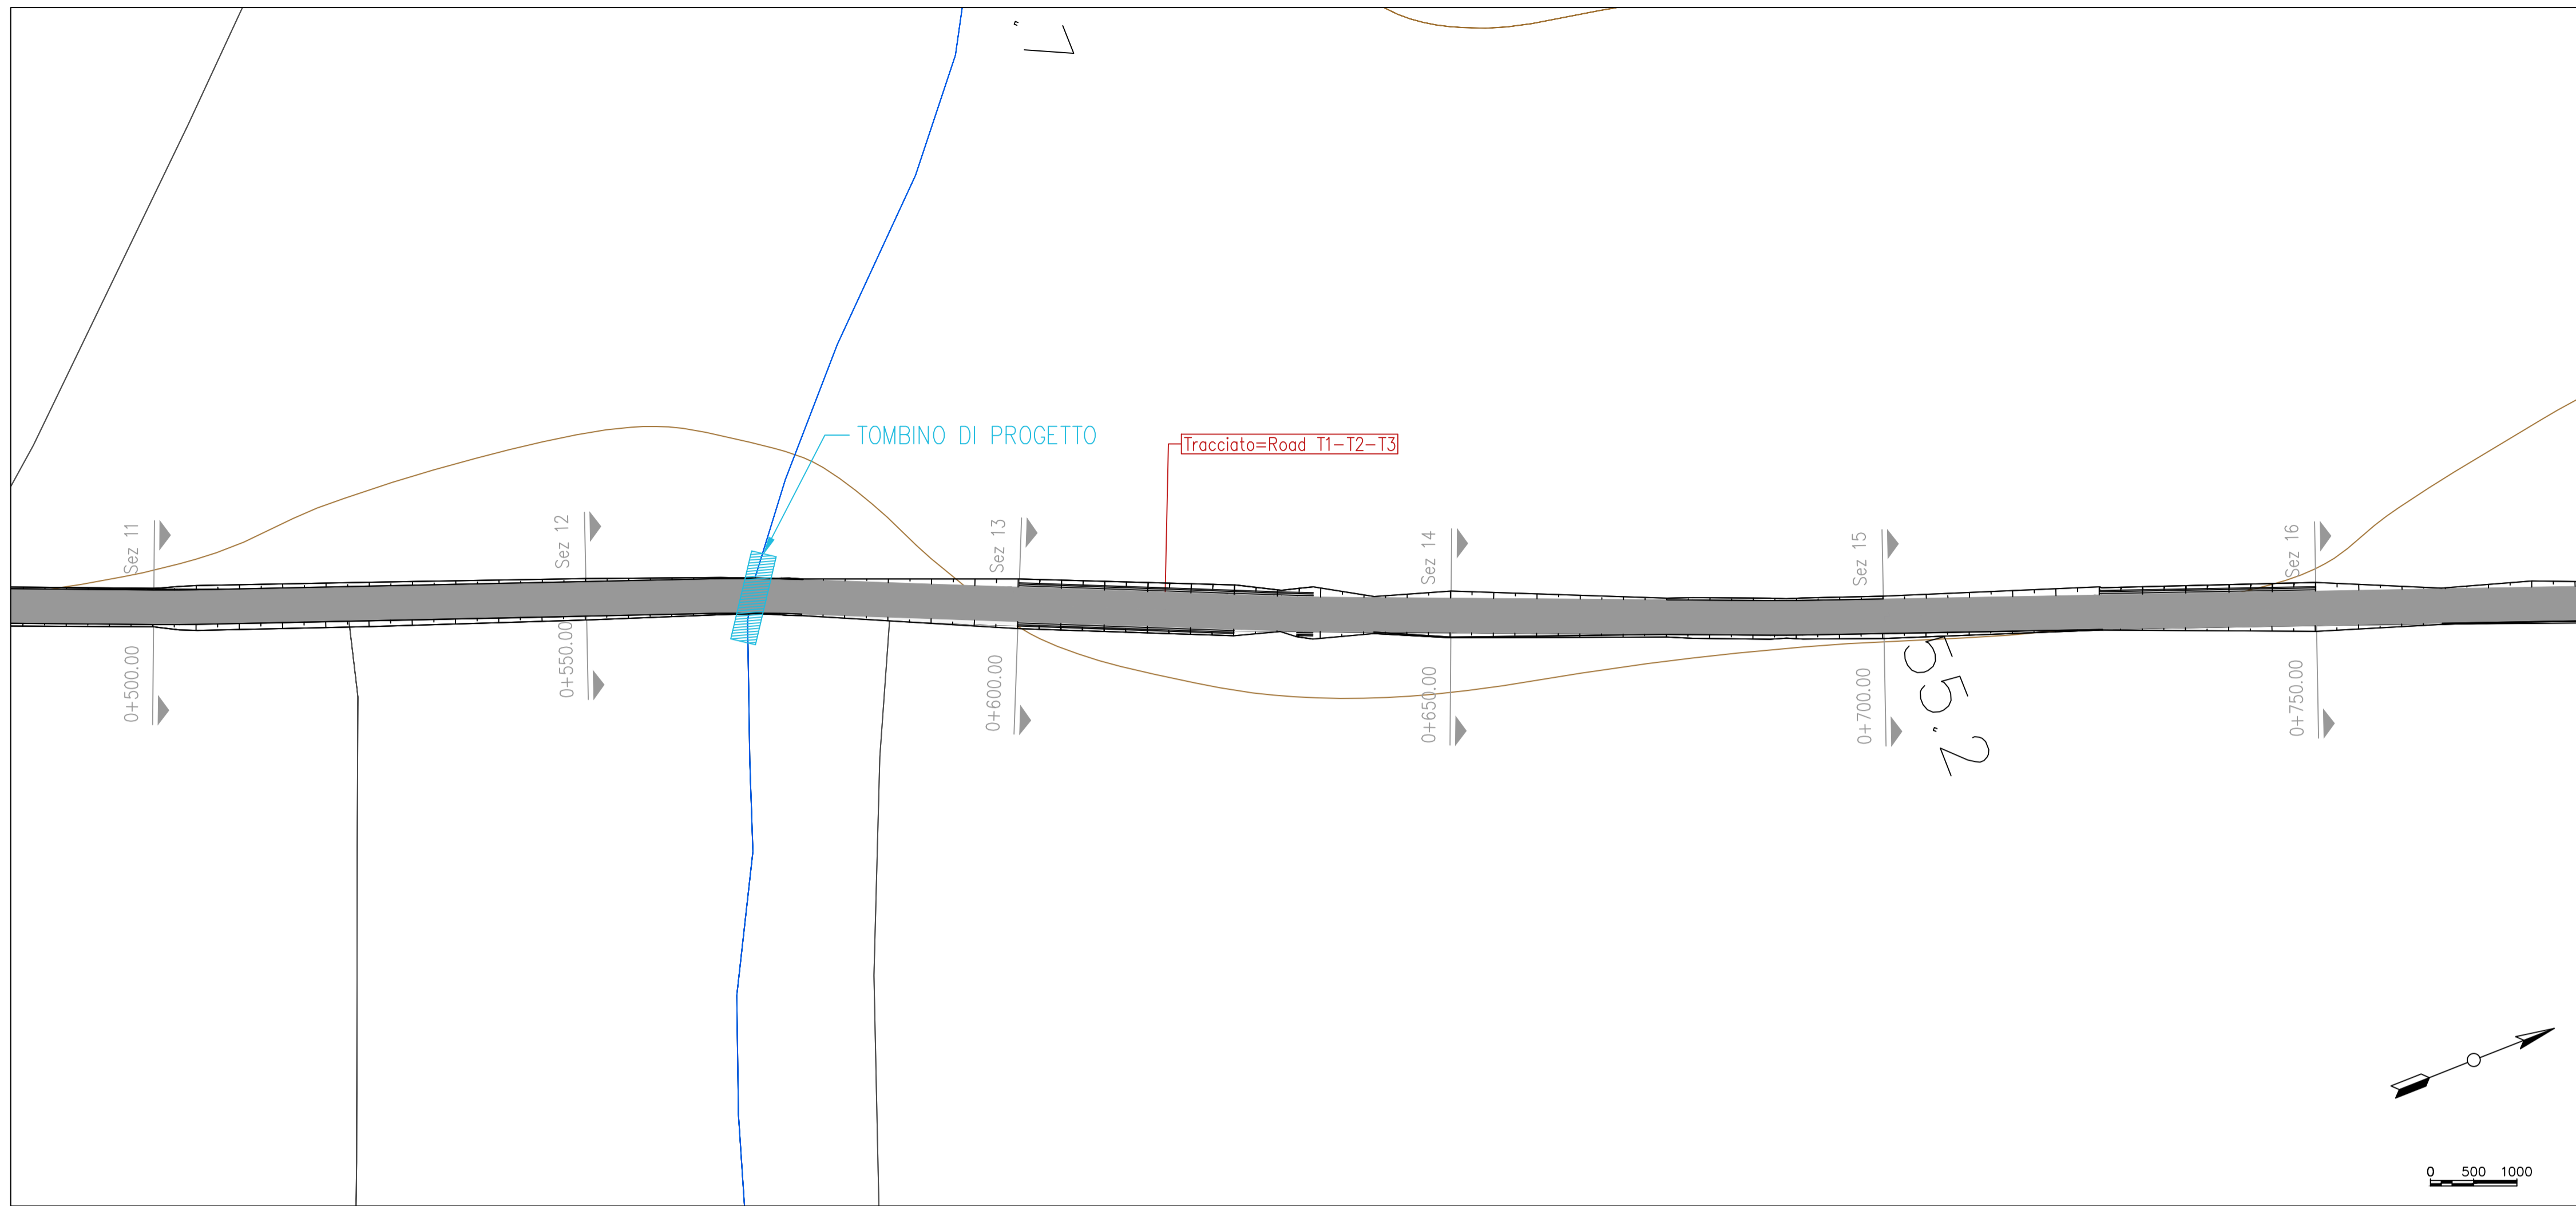 TOMBINO DI PROGETTO
Tracciato=Road T1-T2-T3
Sez 11
Sez 12
Sez 13
Sez 14
Sez 15
Sez 16
0+500.00
0+550.00
0+600.00
0+650.00
0+700.00
0+750.00
0 500 1000